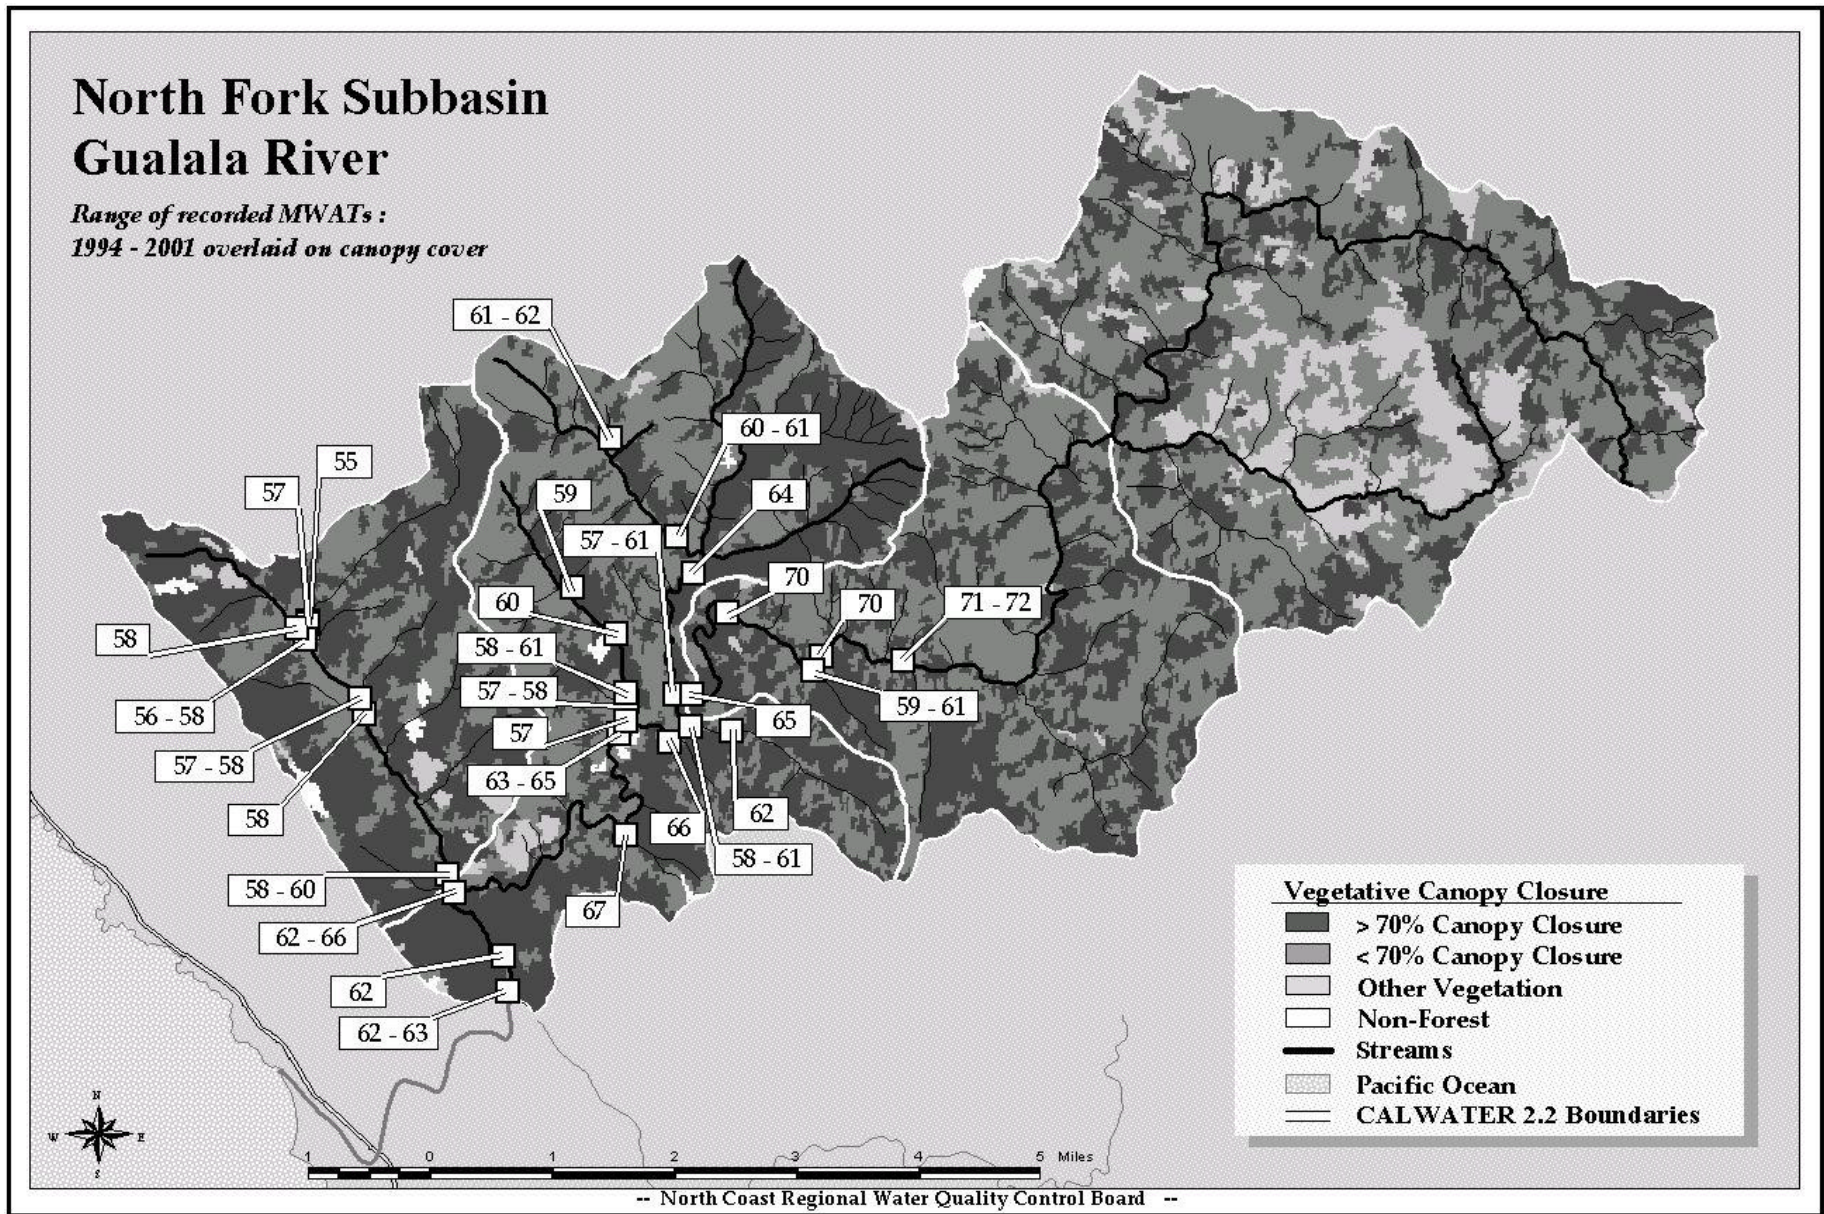 North Fork Subbasin
Gualala River
Range of recorded MWATs :
1994 - 2001 overlaid on canopy cover
61 - 62
60 - 61
55
57
59
64
57 - 61
70
60
70
71 - 72
58
58 - 61
57 - 58
59 - 61
56 - 58
65
57
57 - 58
63 - 65
58
66
62
58 - 61
58 - 60
67
62 - 66
62
62 - 63
Vegetative Canopy Closure
> 70% Canopy Closure
< 70% Canopy Closure
Other Vegetation
Non-Forest
Streams
Pacific Ocean
CALWATER 2.2 Boundaries
N
W E
S
1 0 1 2 3 4 5 Miles
-- North Coast Regional Water Quality Control Board --